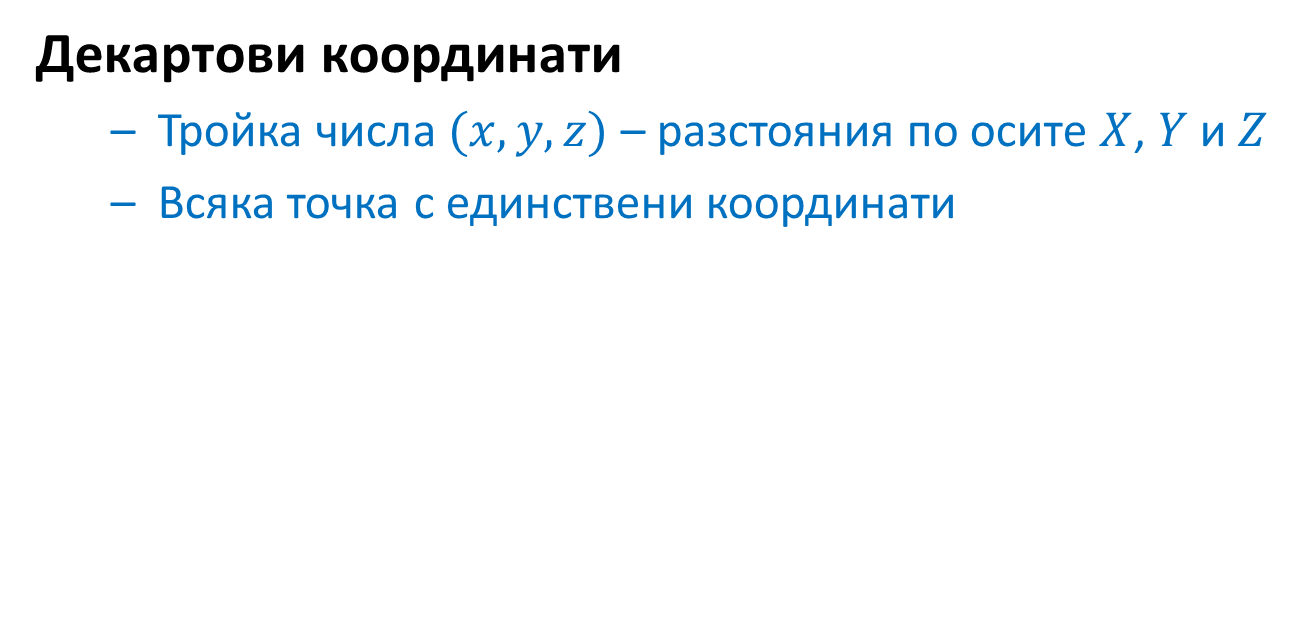 Декартови координати
– Тройка числа (x, y, z) – разстояния по осите X, Y и Z
– Всяка точка с единствени координати